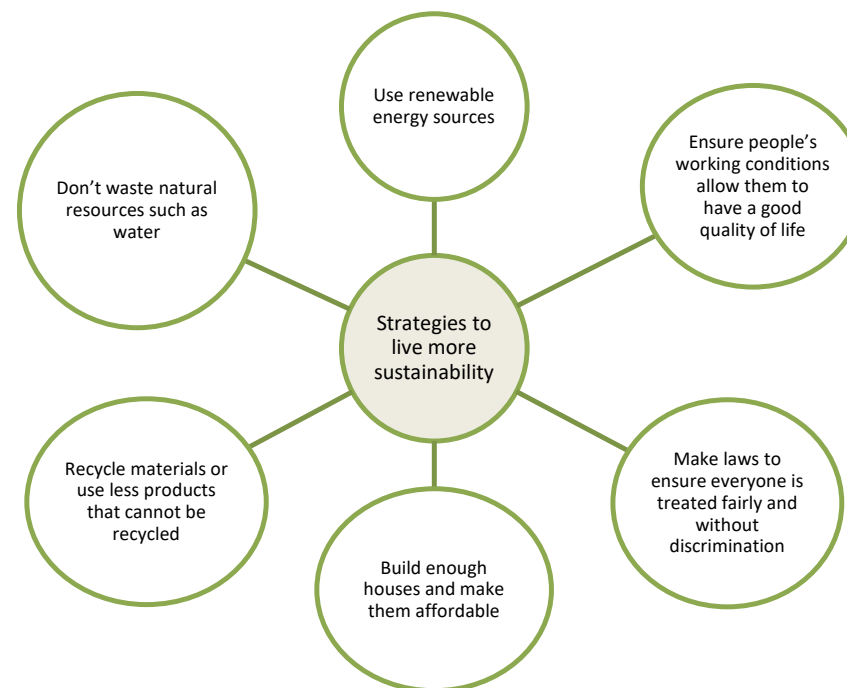 Use renewable
energy sources
Ensure people’s
working conditions
allow them to
have a good
quality of life
Don’t waste natural
resources such as
water
Strategies to
live more
sustainability
Recycle materials or
use less products
that cannot be
recycled
Make laws to
ensure everyone is
treated fairly and
without
discrimination
Build enough
houses and make
them affordable